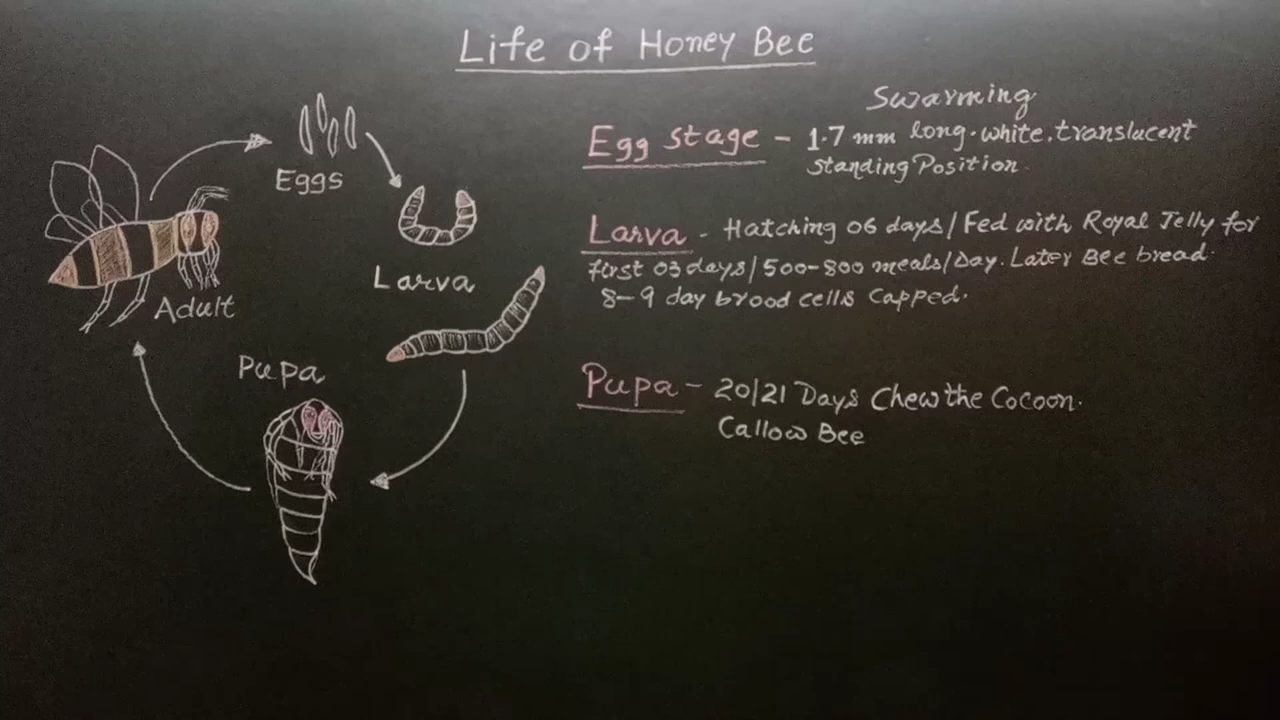 Life of Honey Bee
Swarming
Egg stage - 1.7 mm long. white. translucent
Standing Position.
Eggs
Larva - Hatching 06 days/Fed with Royal Jelly for
first 03 days/500-800 meals/Day. Later Bee bread.
8-9 day brood cells capped.
Larva
Adult
Pupa
Pupa - 20/21 Days Chew the Cocoon.
Callow Bee